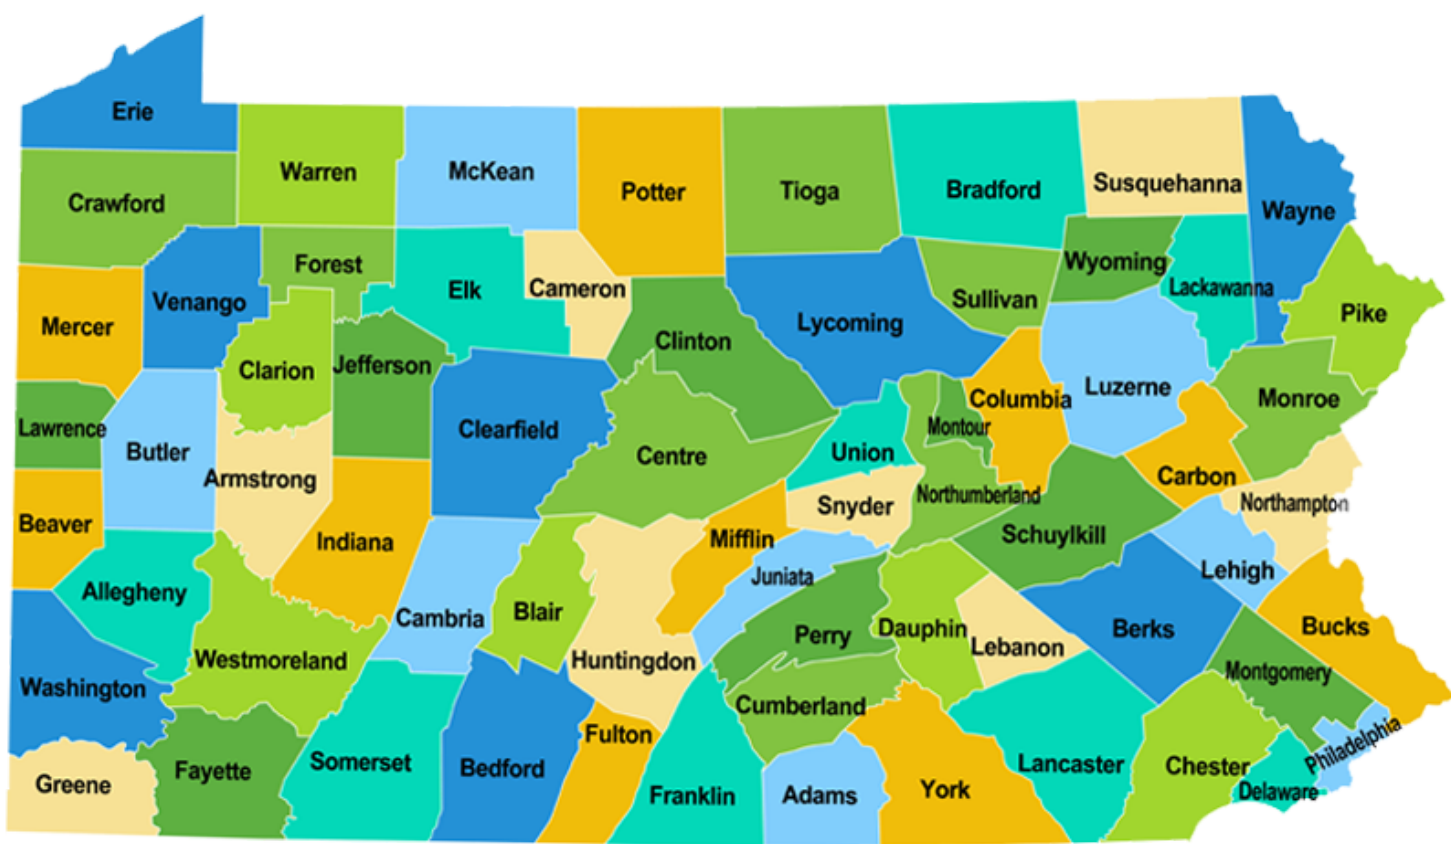 Erie
Warren
McKean
Potter
Tioga
Bradford
Susquehanna
Wayne
Crawford
Forest
Elk
Cameron
Wyoming
Lackawanna
Venango
Sullivan
Pike
Mercer
Lycoming
Clinton
Jefferson
Clarion
Luzerne
Columbia
Monroe
Lawrence
Clearfield
Montour
Butler
Centre
Union
Armstrong
Carbon
Northumberland
Northampton
Snyder
Beaver
Indiana
Mifflin
Schuylkill
Lehigh
Juniata
Allegheny
Blair
Cambria
Perry
Dauphin
Berks
Bucks
Lebanon
Westmoreland
Huntingdon
Montgomery
Washington
Cumberland
Fulton
Philadelphia
Somerset
Lancaster
Chester
Bedford
Fayette
Greene
York
Delaware
Franklin
Adams